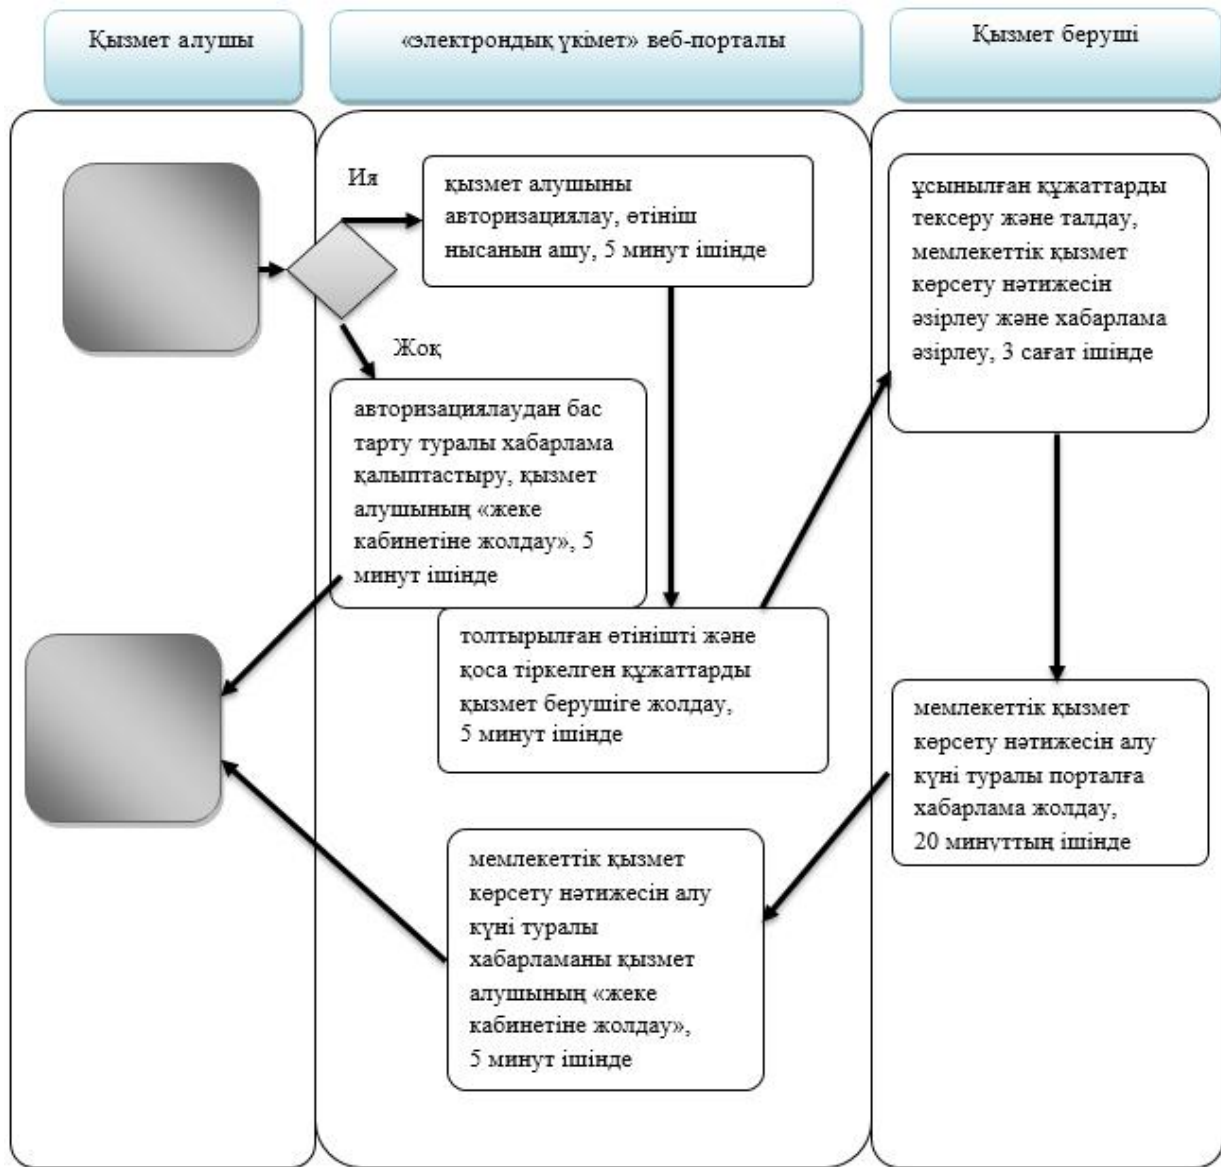 Қызмет алушы
«электрондық үкімет» веб-порталы
Қызмет беруші
Ия
қызмет алушыны
авторизациялау, өтініш
нысанын ашу, 5 минут ішінде
ұсынылған құжаттарды
тексеру және талдау,
мемлекеттік қызмет
көрсету нәтижесін
әзірлеу және хабарлама
әзірлеу, 3 сағат ішінде
Жоқ
авторизациялаудан бас
тарту туралы хабарлама
қалыптастыру, қызмет
алушының «жеке
кабинетіне жолдау», 5
минут ішінде
толтырылған өтінішті және
қоса тіркелген құжаттарды
қызмет берушіге жолдау,
5 минут ішінде
мемлекеттік қызмет
көрсету нәтижесін алу
күні туралы порталға
хабарлама жолдау,
20 минуттың ішінде
мемлекеттік қызмет
көрсету нәтижесін алу
күні туралы
хабарламаны қызмет
алушының «жеке
кабинетіне жолдау»,
5 минут ішінде